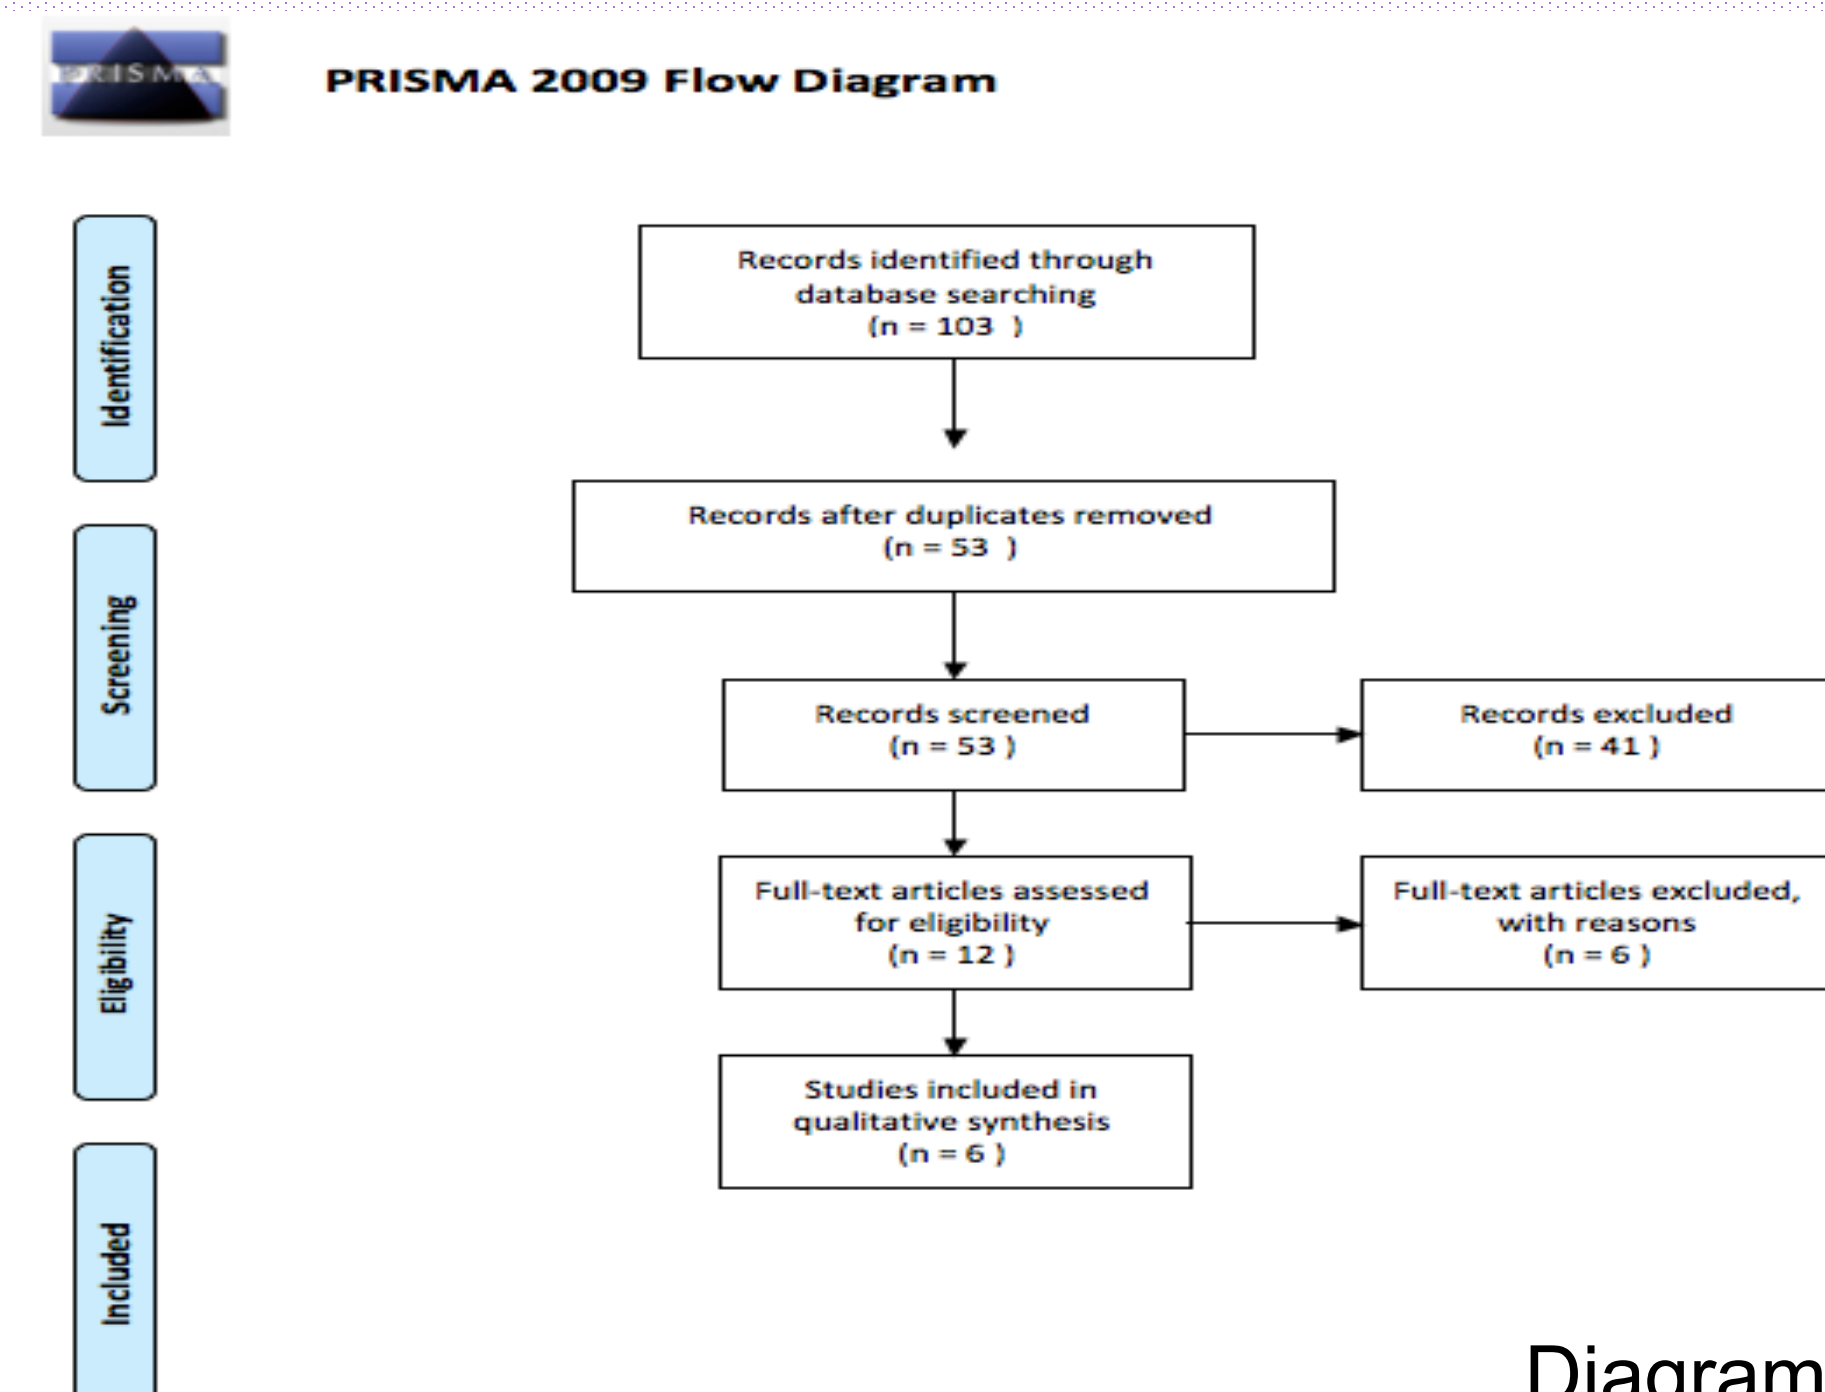 PRISMA
PRISMA 2009 Flow Diagram
Identification
Records identified through
database searching
(n = 103  )
Records after duplicates removed
(n = 53  )
Screening
Records screened
(n = 53 )
Records excluded
(n = 41 )
Eligibility
Full-text articles assessed
for eligibility
(n = 12 )
Full-text articles excluded,
with reasons
(n = 6 )
Studies included in
qualitative synthesis
(n = 6 )
Included
Diagram